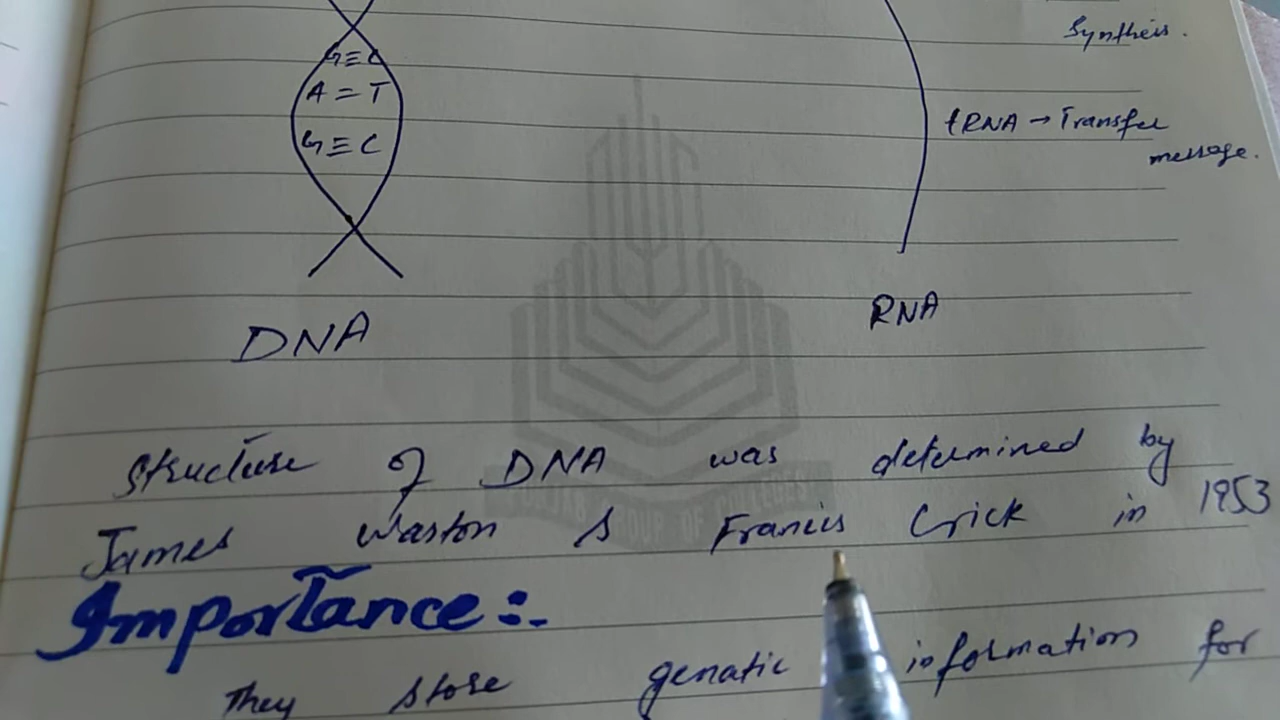 Synthesis.
G≡C
A=T
G≡C
tRNA → Transfer
message.
DNA
RNA
Structure of DNA was determined by
James Waston & Francis Crick in 1953
Importance:-
They store genatic information for